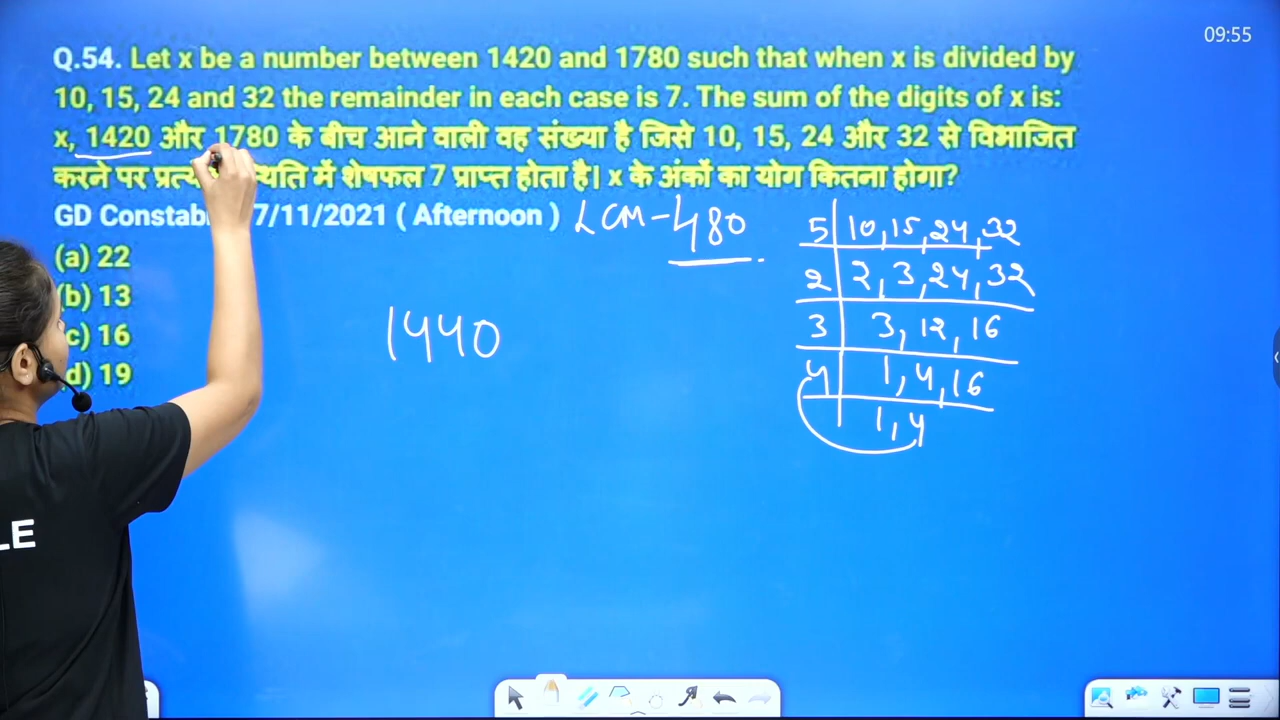 09:55
Q.54. Let x be a number between 1420 and 1780 such that when x is divided by
10, 15, 24 and 32 the remainder in each case is 7. The sum of the digits of x is:
x, 1420 और 1780 के बीच आने वाली वह संख्या है जिसे 10, 15, 24 और 32 से विभाजित
करने पर में शेषफल 7 प्राप्त होता है। x के अंकों का योग कितना होगा?
GD 7/11/2021 ( Afternoon ) LCM - 480
(a) 22
(b) 13
(c) 16
(d) 19
1440
5 10, 15, 24, 32
2 2, 3, 24, 32
3 3, 12, 16
4 1, 4, 16
1, 4
LE